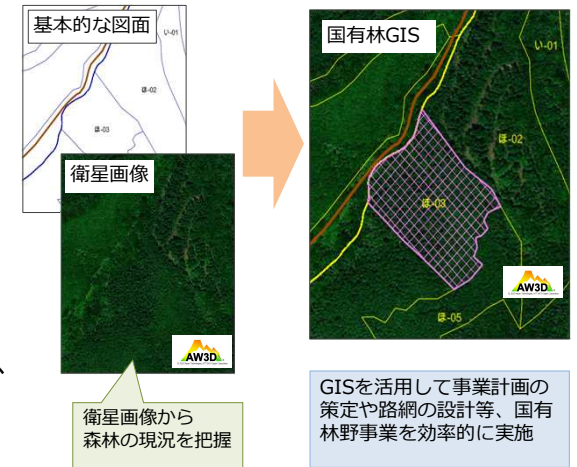 基本的な図面
い-01
ほ-02
ほ-03
衛星画像
AW3D
衛星画像から
森林の現況を把握
国有林GIS
い-01
ほ-02
ほ-03
ほ-05
AW3D
GISを活用して事業計画の
策定や路網の設計等、国有
林野事業を効率的に実施